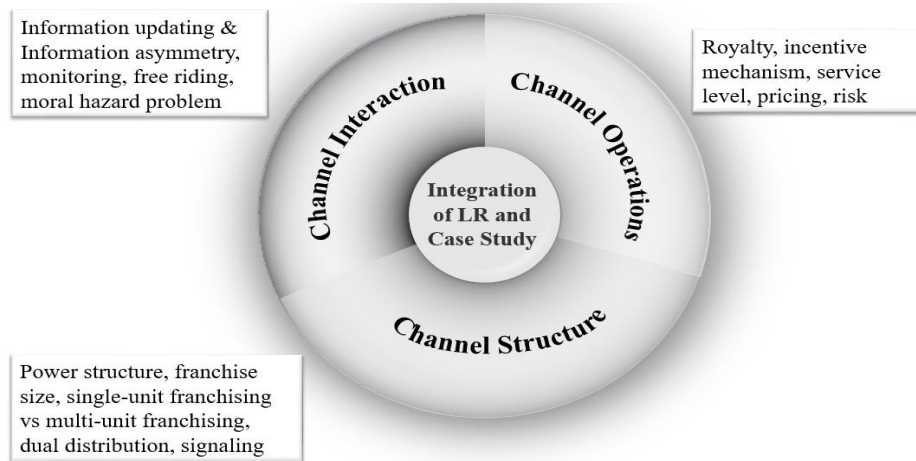 Information updating &
Information asymmetry,
monitoring, free riding,
moral hazard problem
Royalty, incentive
mechanism, service
level, pricing, risk
Channel Interaction
Channel Operations
Integration
of LR and
Case Study
Channel Structure
Power structure, franchise
size, single-unit franchising
vs multi-unit franchising,
dual distribution, signaling